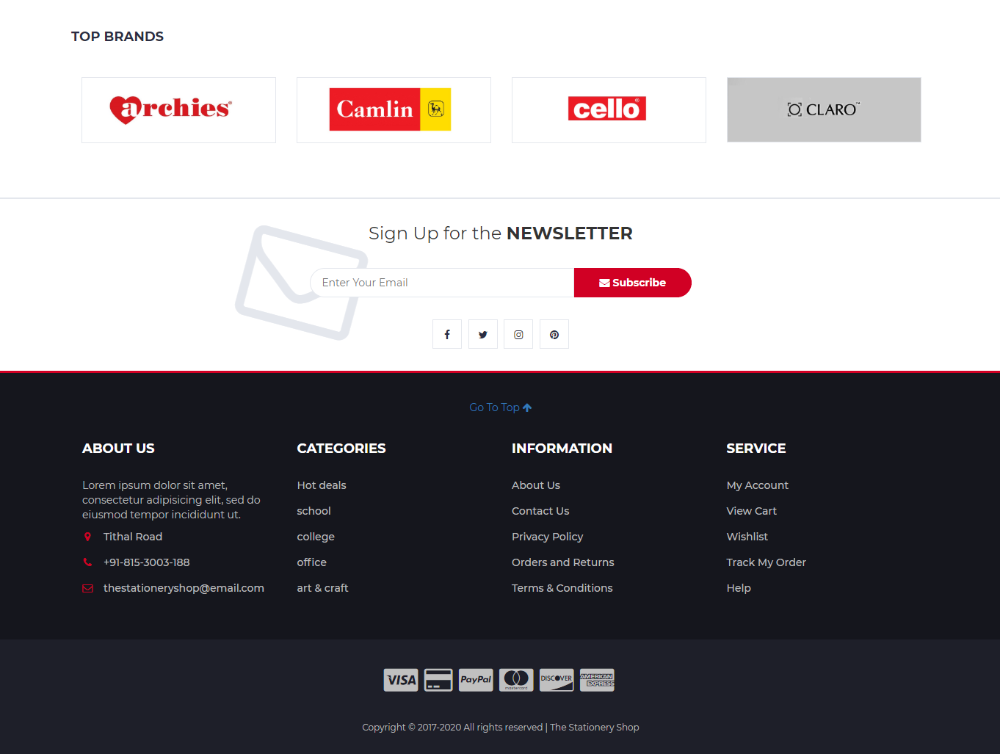 TOP BRANDS
archies®
Camlin
cello®
CLARO™
Sign Up for the NEWSLETTER
Enter Your Email
Subscribe
Go To Top
ABOUT US
Lorem ipsum dolor sit amet,
consectetur adipisicing elit, sed do
eiusmod tempor incididunt ut.
Tithal Road
+91-815-3003-188
thestationeryshop@email.com
CATEGORIES
Hot deals
school
college
office
art & craft
INFORMATION
About Us
Contact Us
Privacy Policy
Orders and Returns
Terms & Conditions
SERVICE
My Account
View Cart
Wishlist
Track My Order
Help
VISA
PayPal
mastercard
DISCOVER
AMERICAN
EXPRESS
Copyright © 2017-2020 All rights reserved | The Stationery Shop